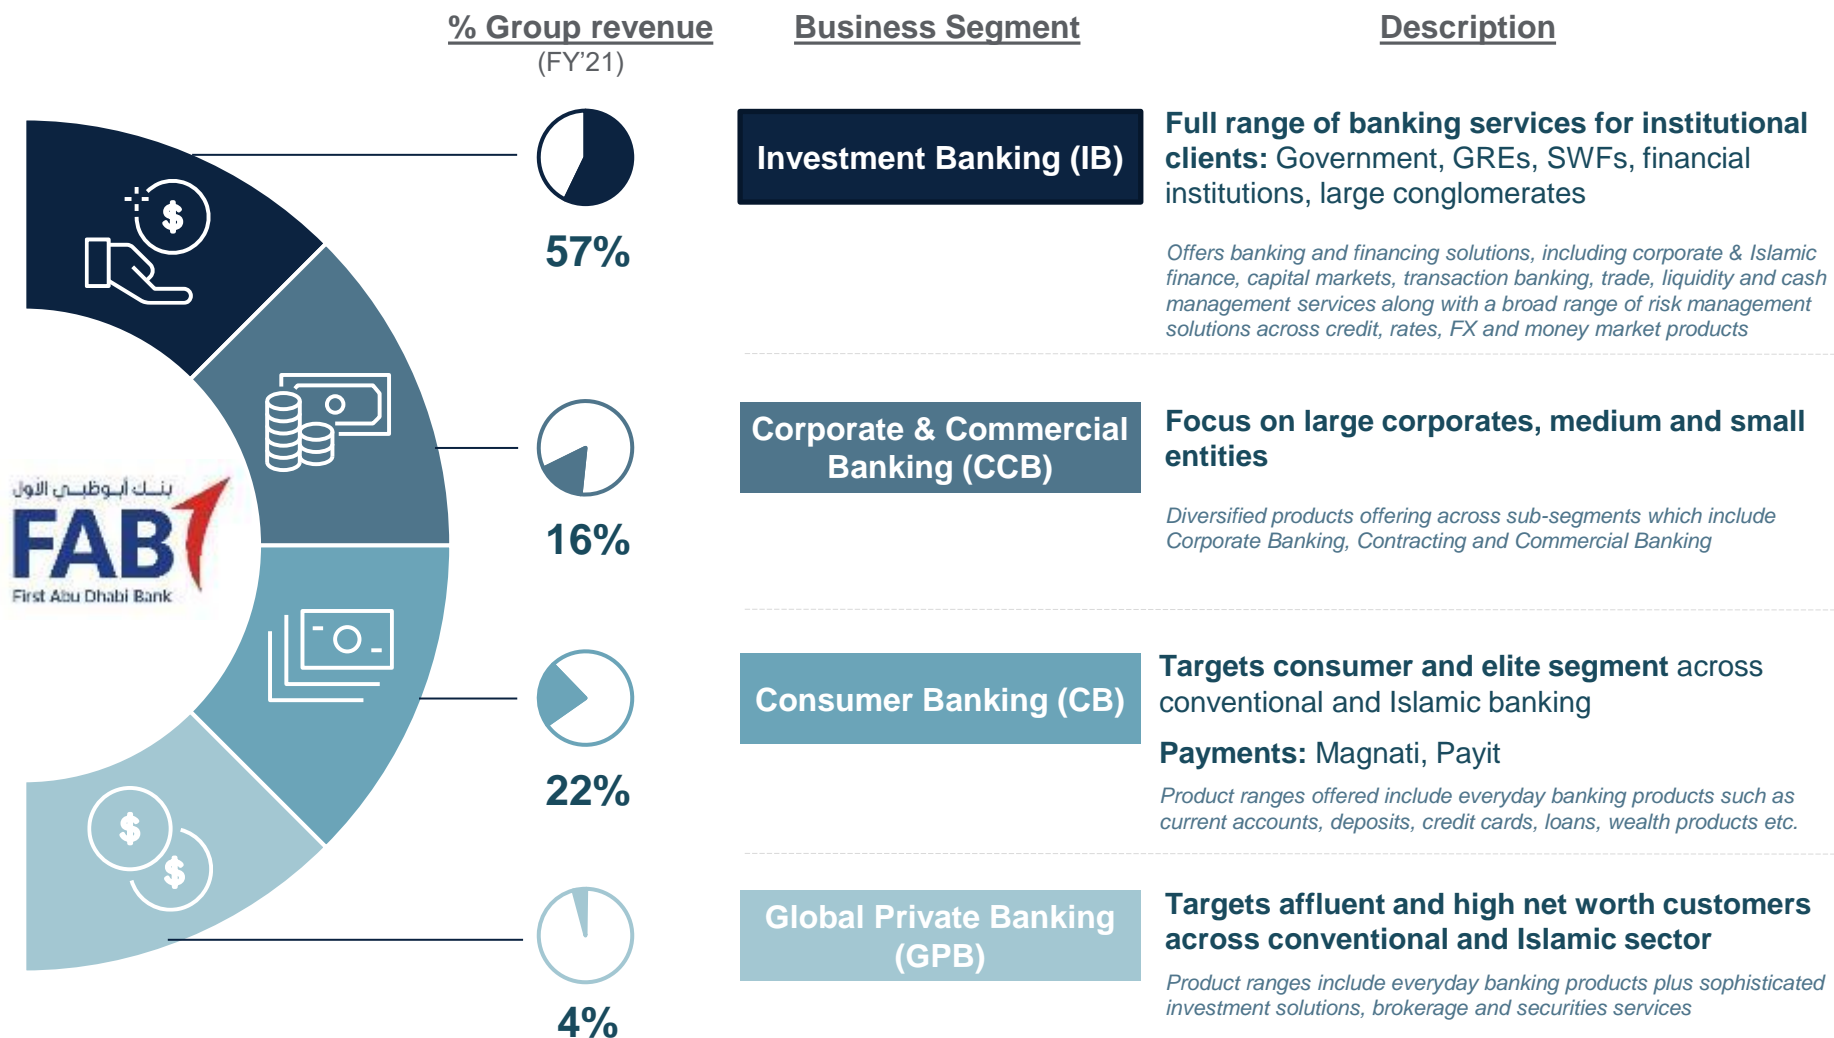 % Group revenue
(FY’21)
Business Segment
Description
57%
Investment Banking (IB)
Full range of banking services for institutional
clients: Government, GREs, SWFs, financial
institutions, large conglomerates
Offers banking and financing solutions, including corporate & Islamic
finance, capital markets, transaction banking, trade, liquidity and cash
management services along with a broad range of risk management
solutions across credit, rates, FX and money market products
16%
Corporate & Commercial
Banking (CCB)
Focus on large corporates, medium and small
entities
Diversified products offering across sub-segments which include
Corporate Banking, Contracting and Commercial Banking
بنك أبوظبي الأول
FAB
First Abu Dhabi Bank
22%
Consumer Banking (CB)
Targets consumer and elite segment across
conventional and Islamic banking
Payments: Magnati, Payit
Product ranges offered include everyday banking products such as
current accounts, deposits, credit cards, loans, wealth products etc.
4%
Global Private Banking
(GPB)
Targets affluent and high net worth customers
across conventional and Islamic sector
Product ranges include everyday banking products plus sophisticated
investment solutions, brokerage and securities services
$
$
$